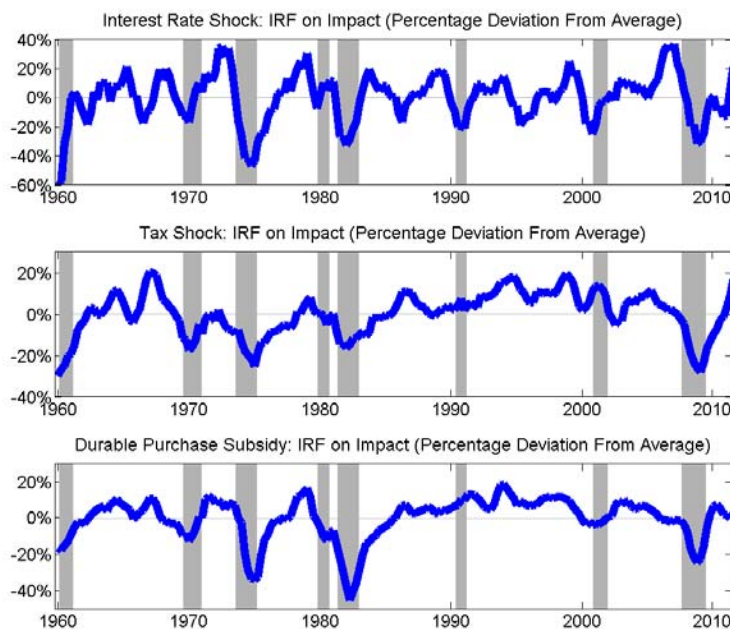 Interest Rate Shock: IRF on Impact (Percentage Deviation From Average)
40%
20%
0%
-20%
-40%
-60%
1960 1970 1980 1990 2000 2010
Tax Shock: IRF on Impact (Percentage Deviation From Average)
20%
0%
-20%
-40%
1960 1970 1980 1990 2000 2010
Durable Purchase Subsidy: IRF on Impact (Percentage Deviation From Average)
20%
0%
-20%
-40%
1960 1970 1980 1990 2000 2010